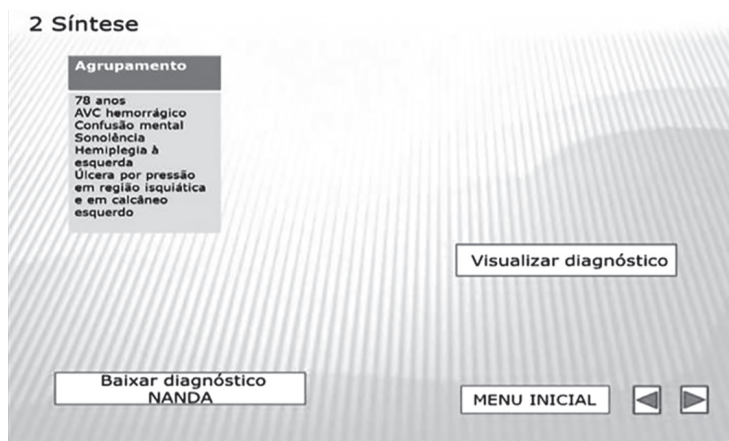 2 Síntese
Agrupamento
78 anos
AVC hemorrágico
Confusão mental
Sonolência
Hemiplegia à
esquerda
Úlcera por pressão
em região isquiática
e em calcâneo
esquerdo
Visualizar diagnóstico
Baixar diagnóstico
NANDA
MENU INICIAL